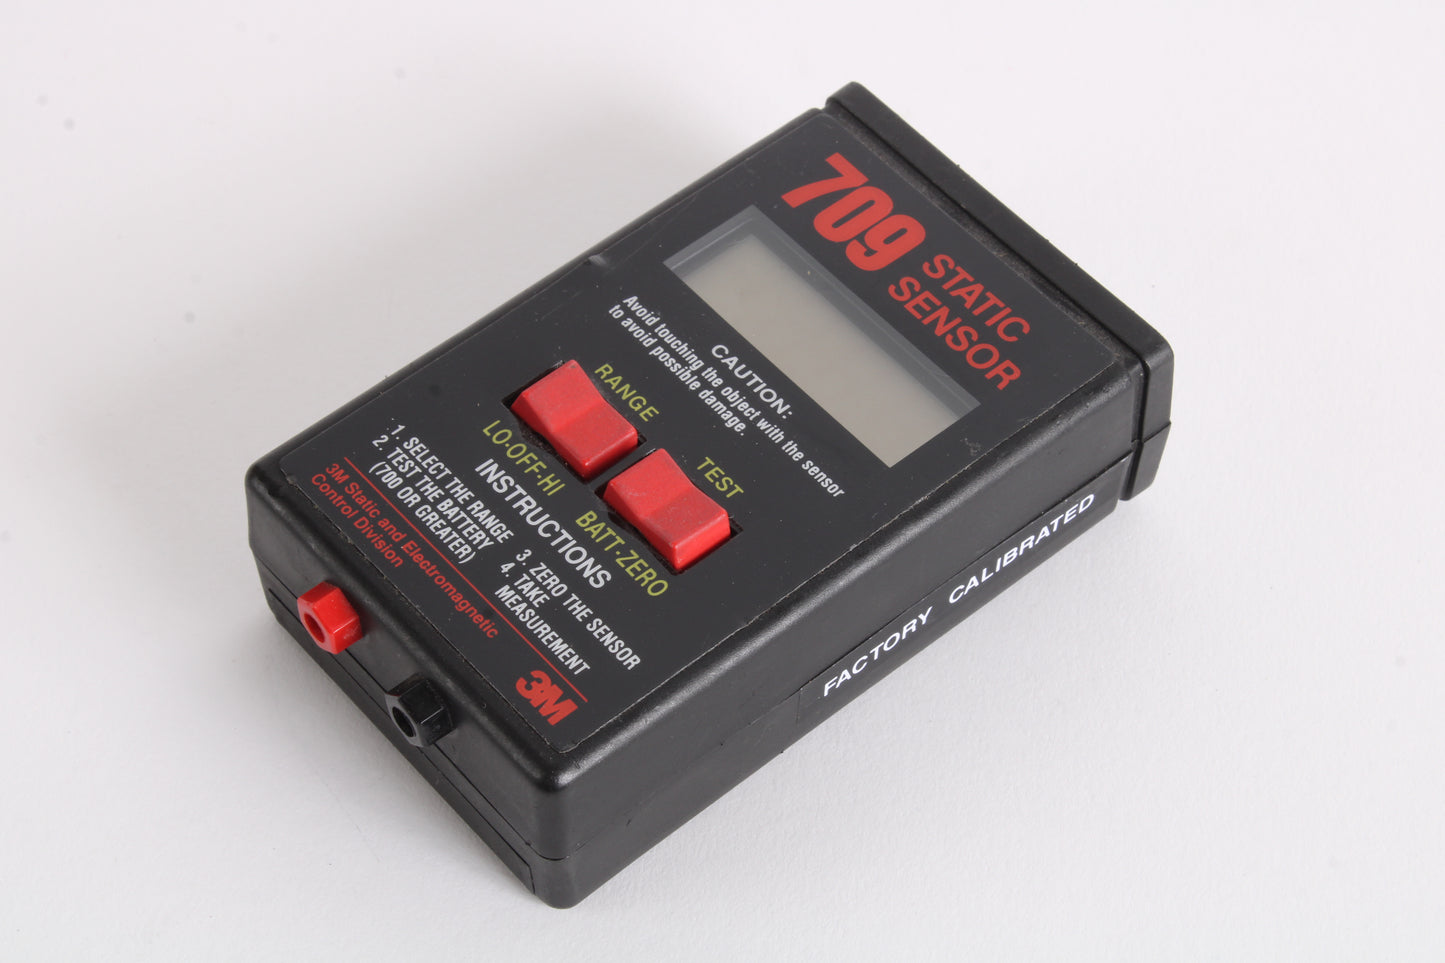 709 STATIC
SENSOR
CAUTION:
Avoid touching the object with the sensor
to avoid possible damage.
RANGE
TEST
LO-OFF-HI
BATT-ZERO
INSTRUCTIONS
1. SELECT THE RANGE
2. TEST THE BATTERY
(700 OR GREATER)
3. ZERO THE SENSOR
4. TAKE
MEASUREMENT
3M Static and Electromagnetic
Control Division
3M
FACTORY CALIBRATED